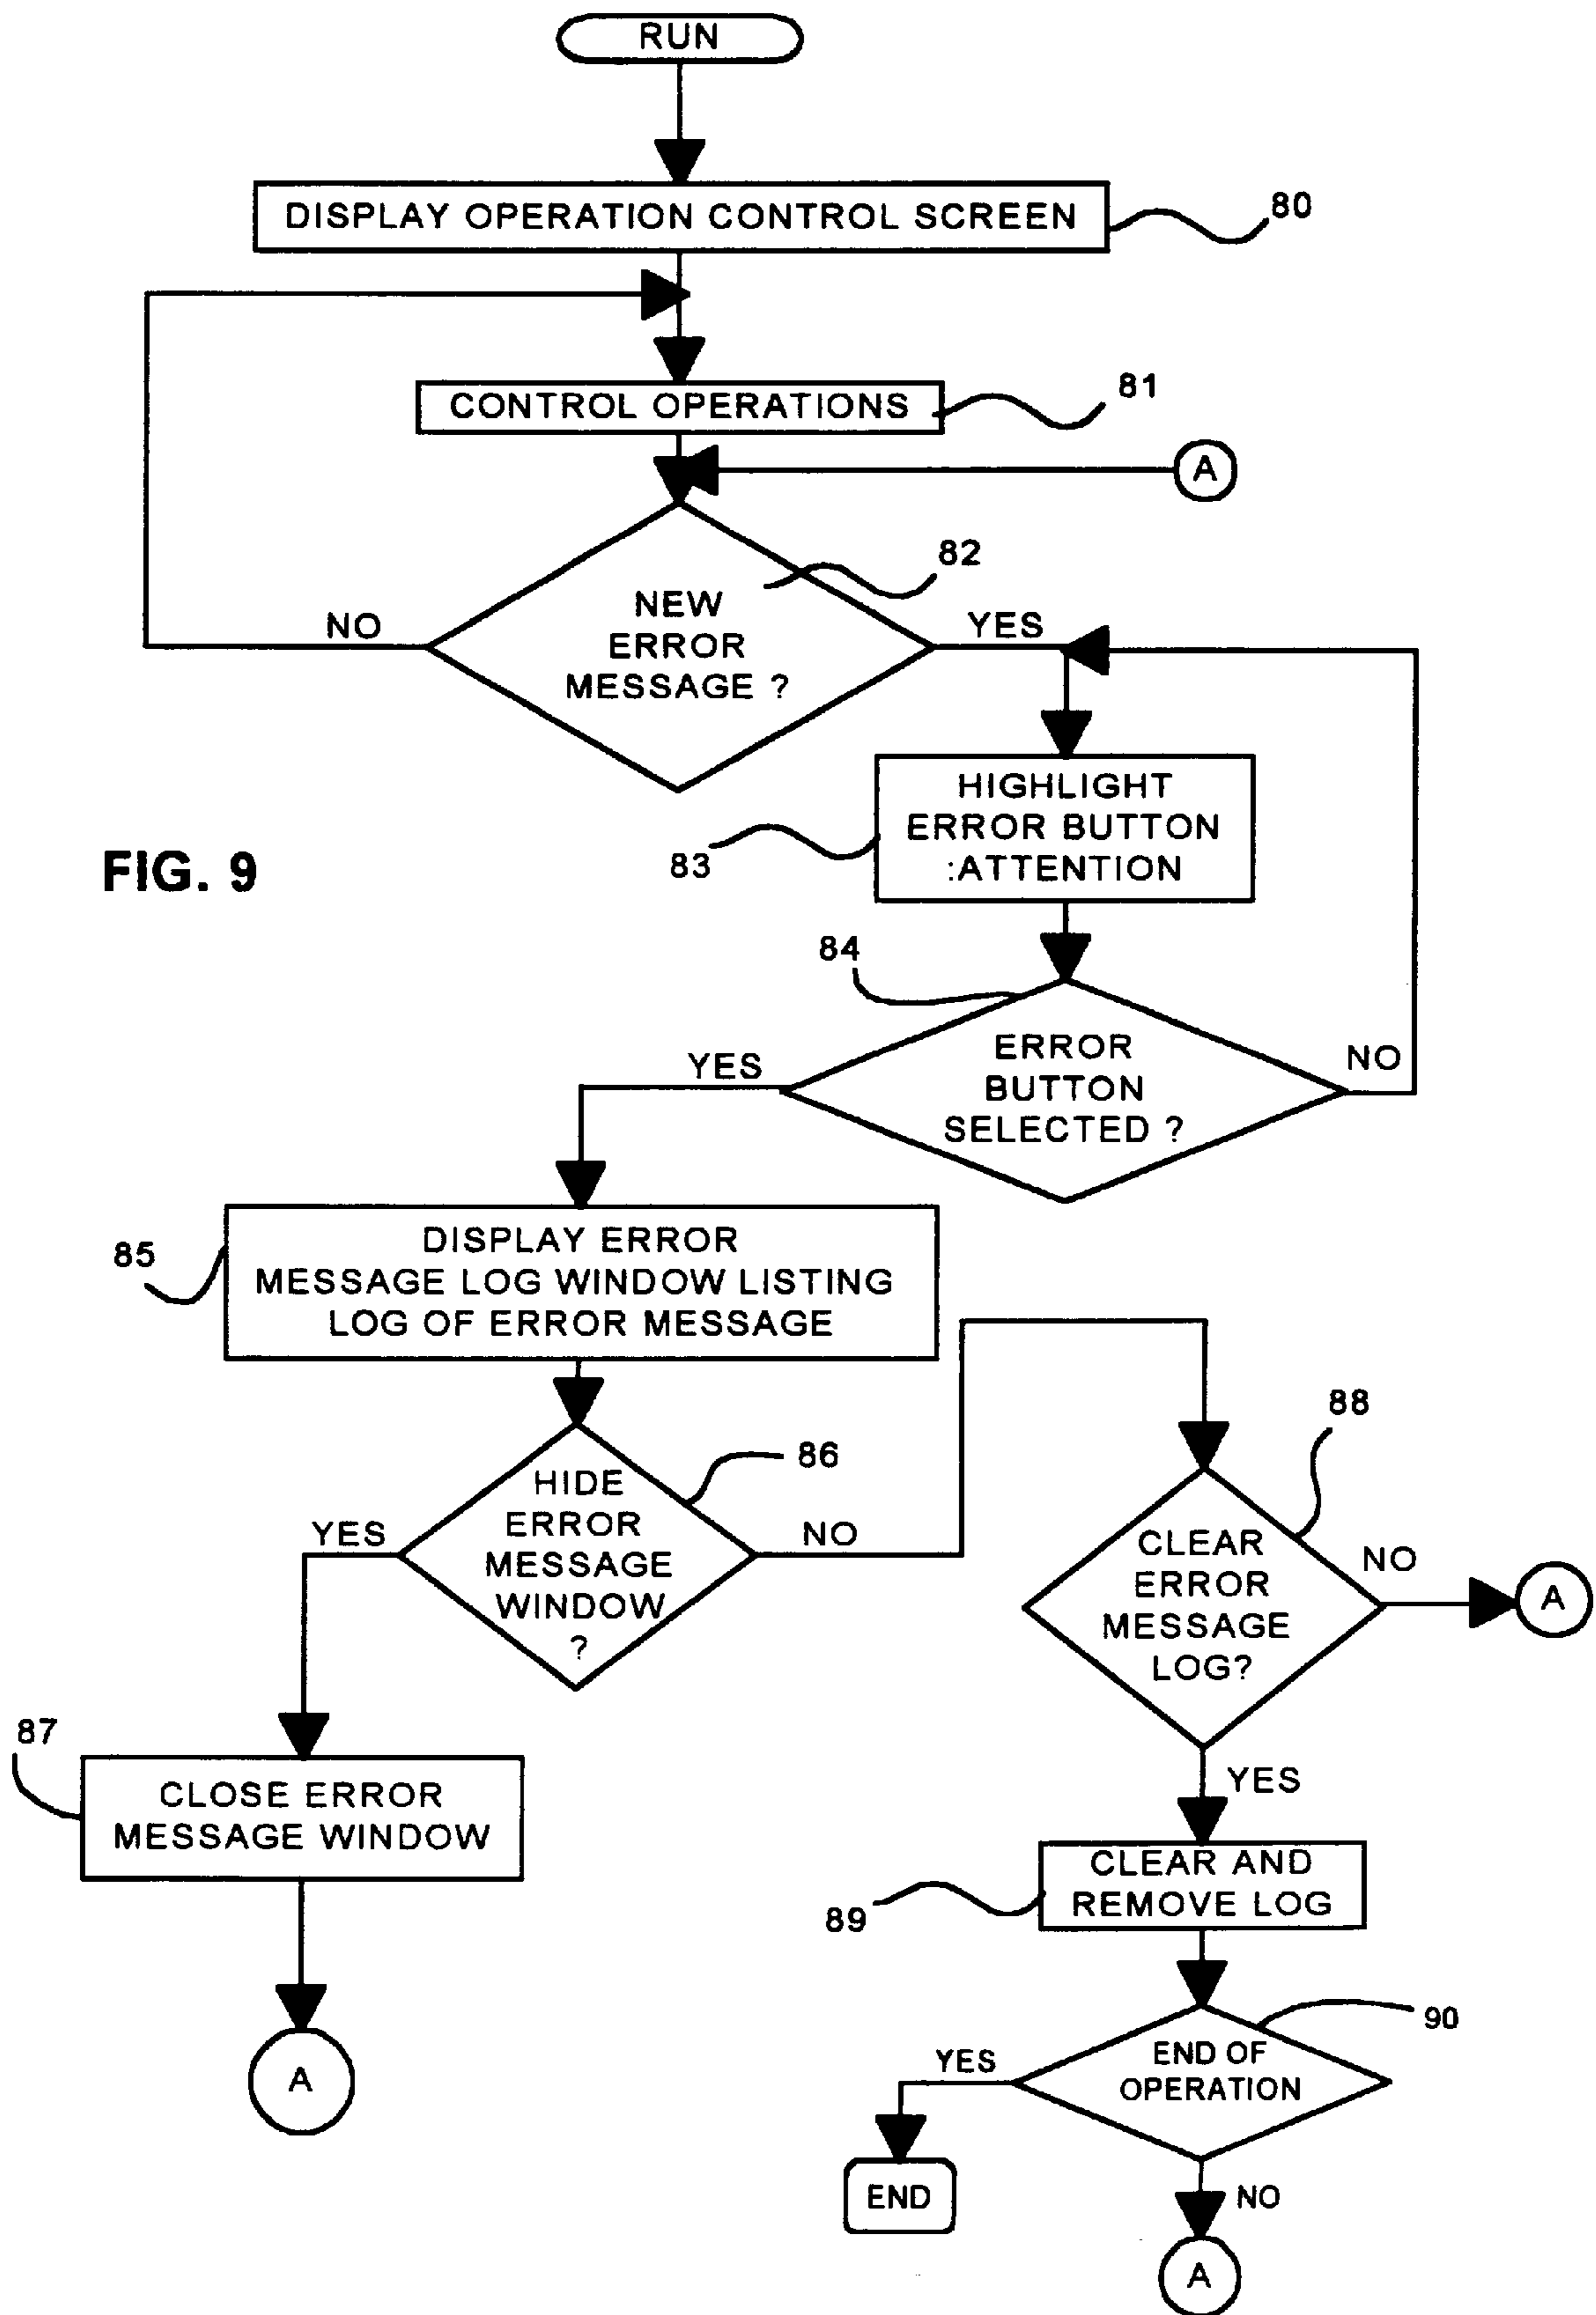 RUN
DISPLAY OPERATION CONTROL SCREEN
80
CONTROL OPERATIONS
81
A
82
NEW
ERROR
MESSAGE ?
NO
YES
HIGHLIGHT
ERROR BUTTON
:ATTENTION
83
FIG. 9
84
ERROR
BUTTON
SELECTED ?
YES
NO
85
DISPLAY ERROR
MESSAGE LOG WINDOW LISTING
LOG OF ERROR MESSAGE
86
HIDE
ERROR
MESSAGE
WINDOW
?
YES
NO
88
CLEAR
ERROR
MESSAGE
LOG?
NO
A
87
CLOSE ERROR
MESSAGE WINDOW
A
YES
CLEAR AND
REMOVE LOG
89
90
END OF
OPERATION
YES
END
NO
A